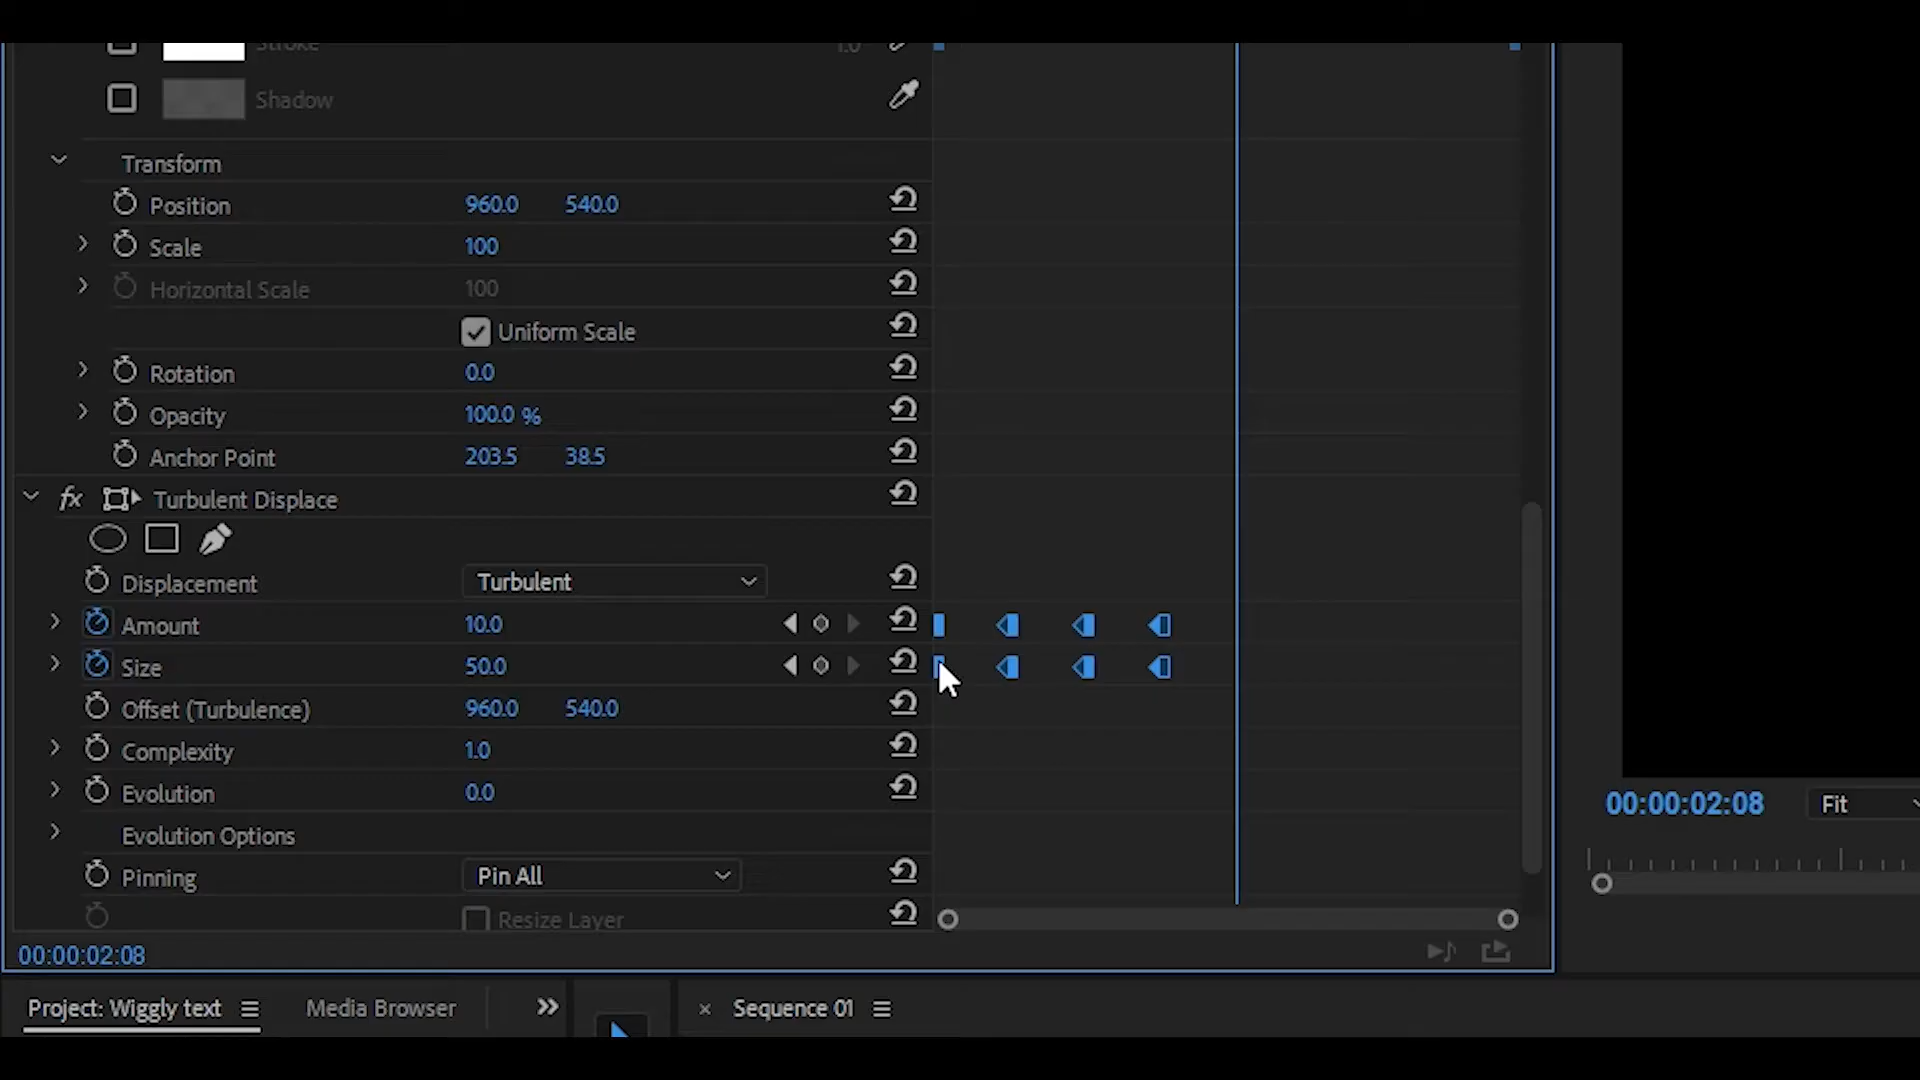 Stroke 1.0
Shadow
Transform
Position 960.0 540.0
Scale 100
Horizontal Scale 100
Uniform Scale
Rotation 0.0
Opacity 100.0 %
Anchor Point 203.5 38.5
fx Turbulent Displace
Displacement Turbulent
Amount 10.0
Size 50.0
Offset (Turbulence) 960.0 540.0
Complexity 1.0
Evolution 0.0
Evolution Options
Pinning Pin All
Resize Layer
00:00:02:08
00:00:02:08 Fit
Project: Wiggly text Media Browser
Sequence 01